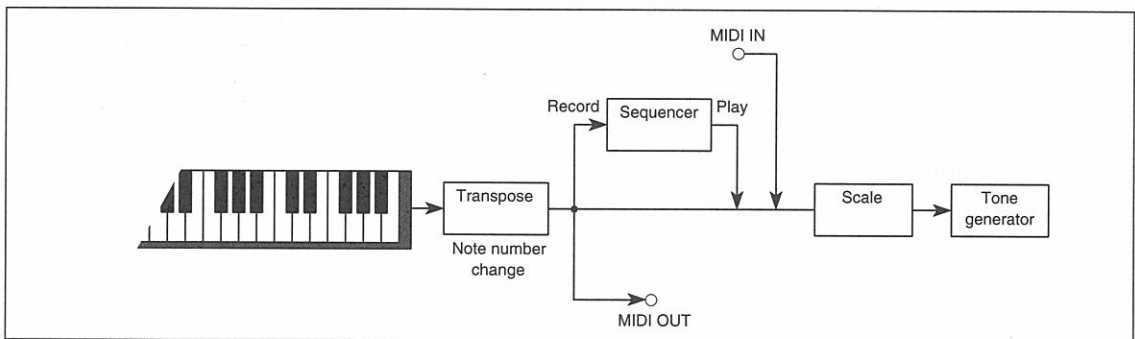 MIDI IN
Record
Sequencer
Play
Transpose
Scale
Tone
generator
Note number
change
MIDI OUT